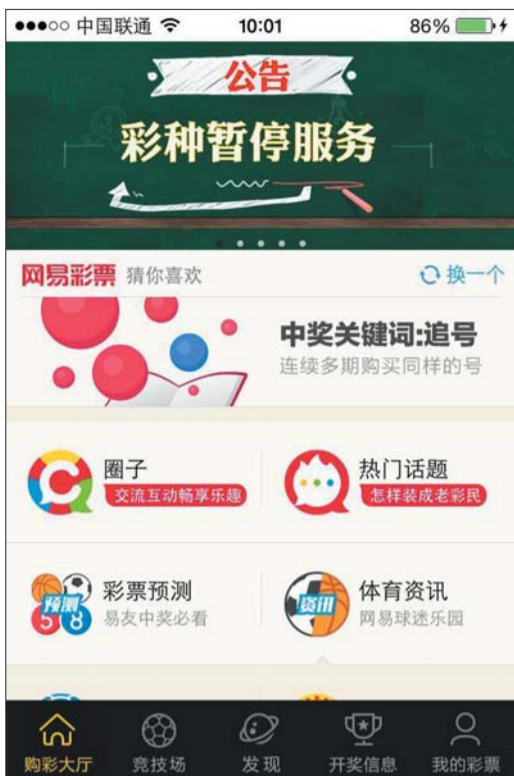 中国联通 10:01 86%
公告
彩种暂停服务
网易彩票 猜你喜欢 换一个
中奖关键词:追号
连续多期购买同样的号
圈子 热门话题
交流互动畅享乐趣 怎样装成老彩民
彩票预测 体育资讯
预测 资讯
5 8
易友中奖必看 网易球迷乐园
购彩大厅 竞技场 发现 开奖信息 我的彩票